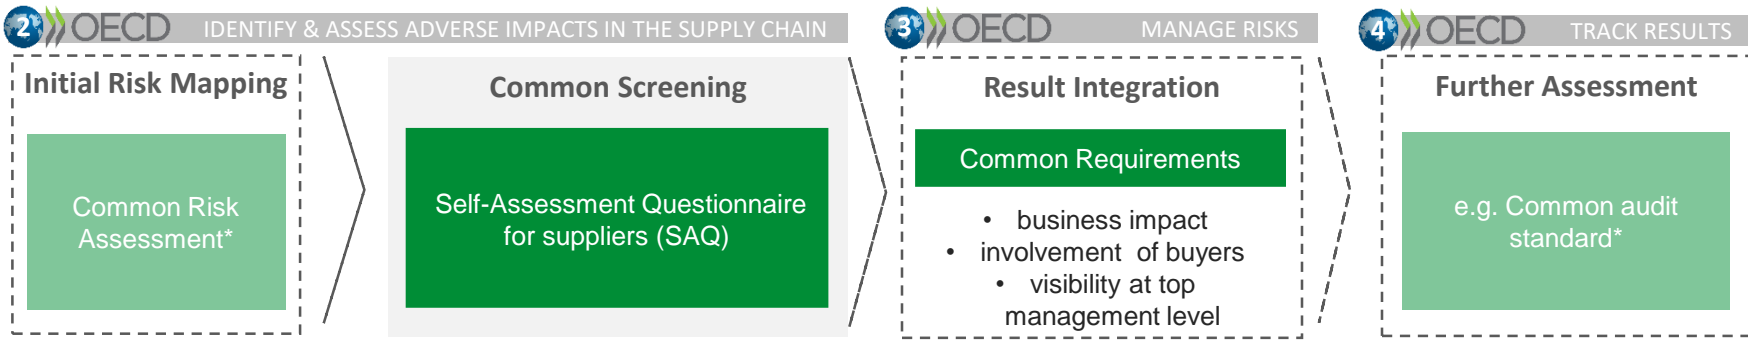 2 OECD IDENTIFY & ASSESS ADVERSE IMPACTS IN THE SUPPLY CHAIN
3 OECD MANAGE RISKS
4 OECD TRACK RESULTS
Initial Risk Mapping
Common Risk
Assessment*
Common Screening
Self-Assessment Questionnaire
for suppliers (SAQ)
Result Integration
Common Requirements
• business impact
• involvement of buyers
• visibility at top
management level
Further Assessment
e.g. Common audit
standard*